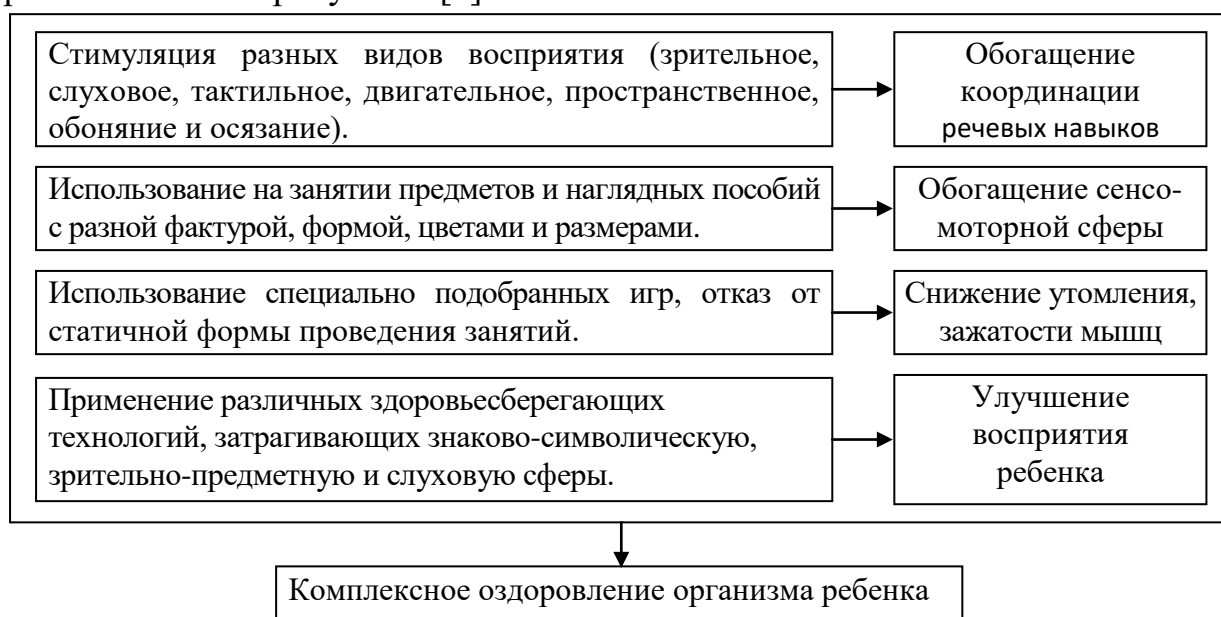 Стимуляция разных видов восприятия (зрительное,
слуховое, тактильное, двигательное, пространственное,
обоняние и осязание).
Обогащение
координации
речевых навыков
Использование на занятии предметов и наглядных пособий
с разной фактурой, формой, цветами и размерами.
Обогащение сенсо-
моторной сферы
Использование специально подобранных игр, отказ от
статичной формы проведения занятий.
Снижение утомления,
зажатости мышц
Применение различных здоровьесберегающих
технологий, затрагивающих знаково-символическую,
зрительно-предметную и слуховую сферы.
Улучшение
восприятия
ребенка
Комплексное оздоровление организма ребенка